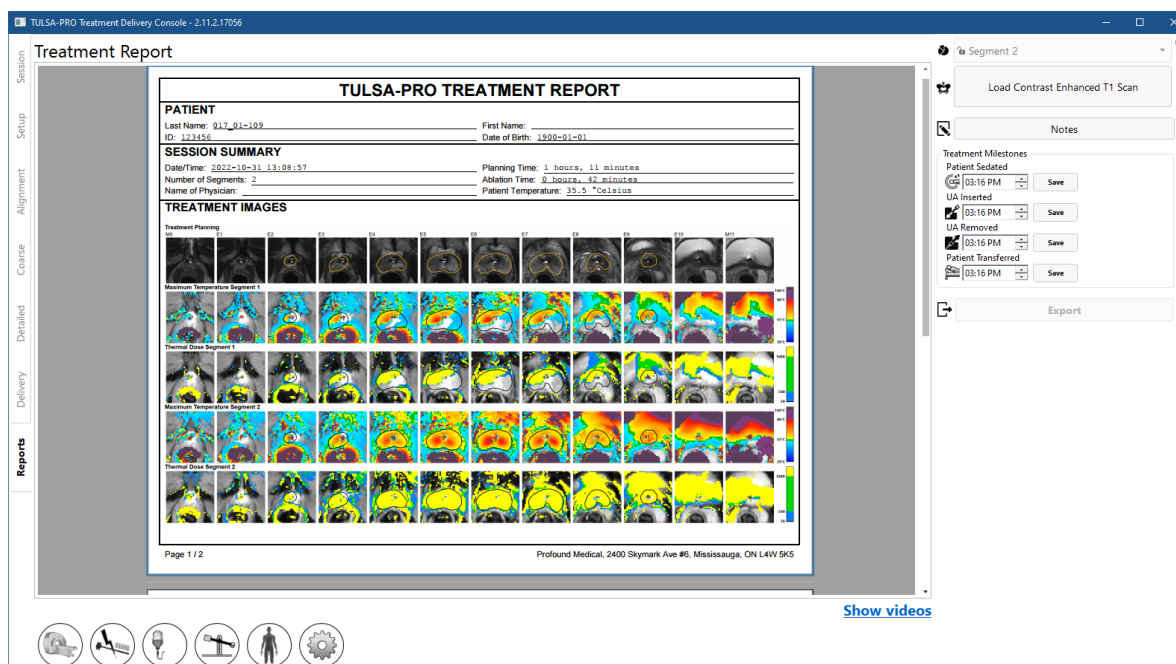 TULSA-PRO Treatment Delivery Console - 2.11.2.17056
Session
Setup
Alignment
Coarse
Detailed
Delivery
Reports
Treatment Report
TULSA-PRO TREATMENT REPORT
PATIENT
Last Name: 017_01-109 First Name:
ID: 123456 Date of Birth: 1900-01-01
SESSION SUMMARY
Date/Time: 2022-10-31 13:08:57 Planning Time: 1 hours, 11 minutes
Number of Segments: 2 Ablation Time: 0 hours, 42 minutes
Name of Physician: Patient Temperature: 35.5 °Celsius
TREATMENT IMAGES
Treatment Planning
M0 E1 E2 E3 E4 E5 E6 E7 E8 E9 E10 M11
Maximum Temperature Segment 1
Thermal Dose Segment 1
Maximum Temperature Segment 2
Thermal Dose Segment 2
Page 1 / 2 Profound Medical, 2400 Skymark Ave #6, Mississauga, ON L4W 5K5
Show videos
Segment 2
Load Contrast Enhanced T1 Scan
Notes
Treatment Milestones
Patient Sedated
03:16 PM Save
UA Inserted
03:16 PM Save
UA Removed
03:16 PM Save
Patient Transferred
03:16 PM Save
Export